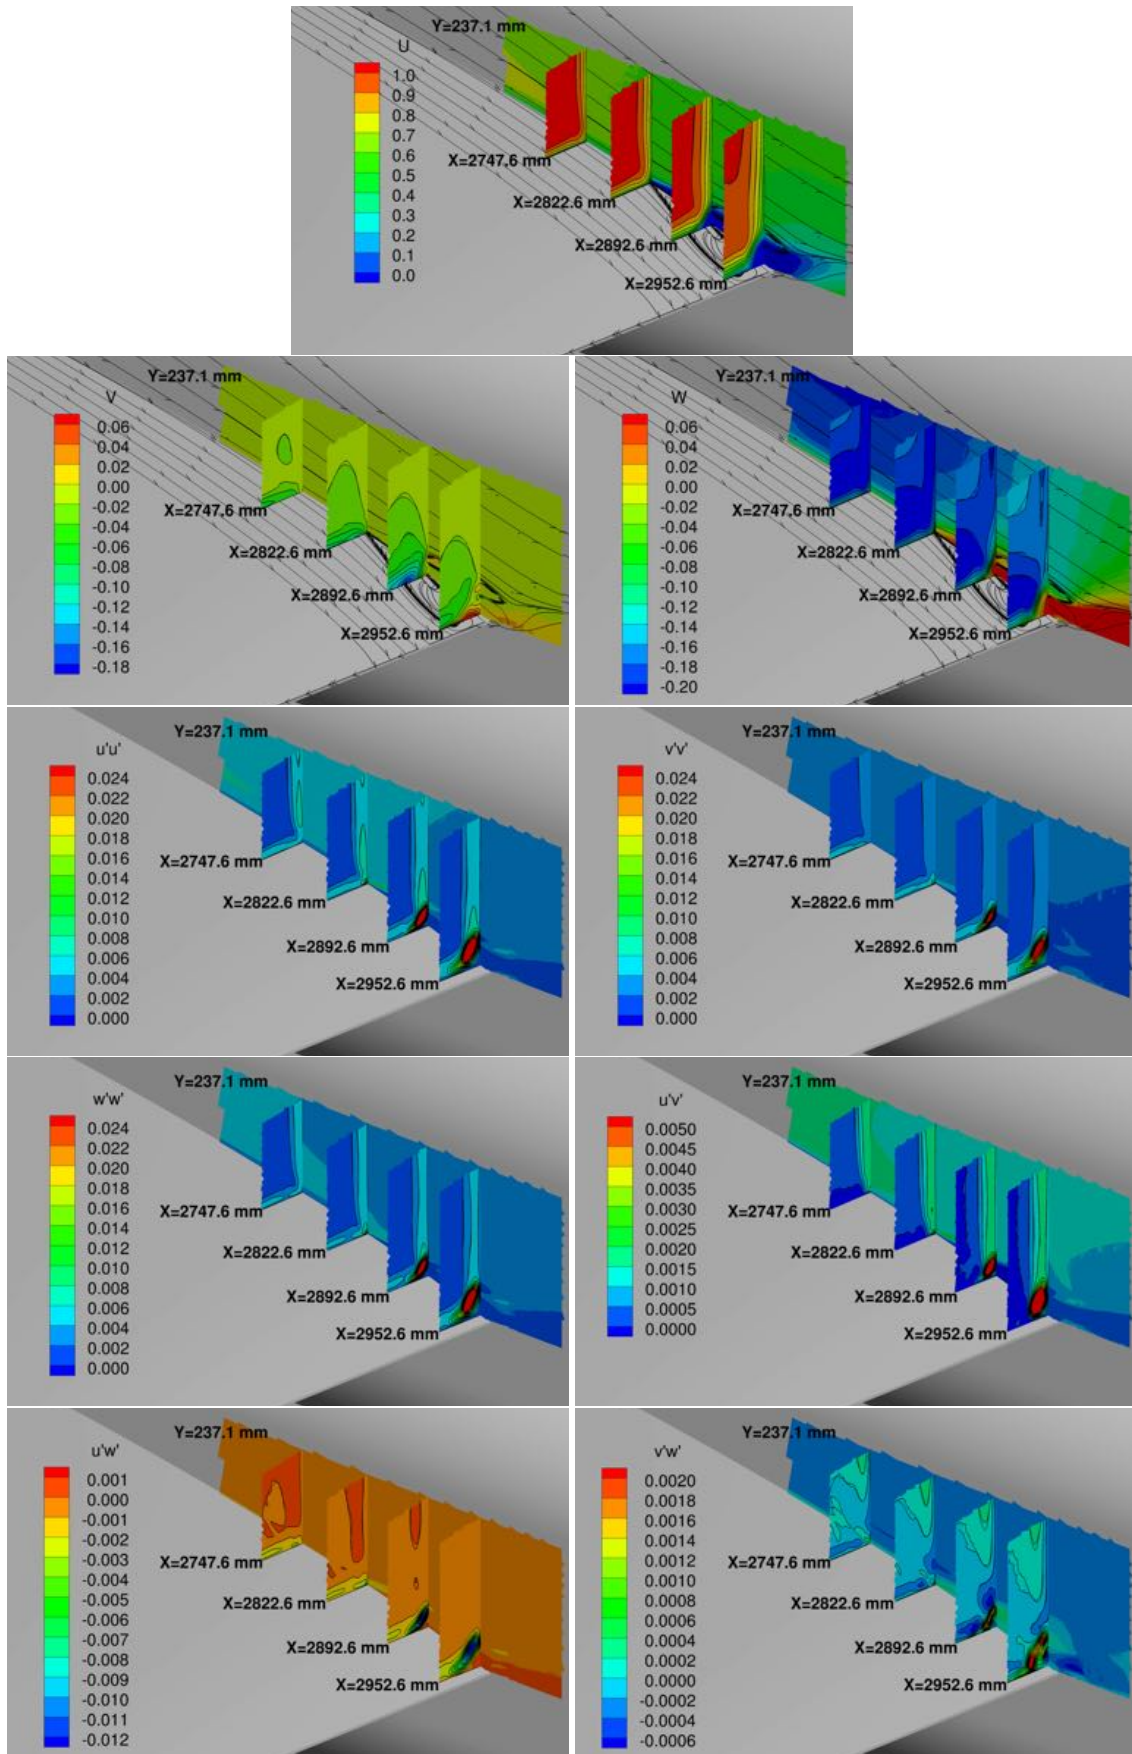 Y=237.1 mm
U
1.0
0.9
0.8
0.7
0.6
0.5
0.4
0.3
0.2
0.1
0.0
X=2747.6 mm
X=2822.6 mm
X=2892.6 mm
X=2952.6 mm
Y=237.1 mm
V
0.06
0.04
0.02
0.00
-0.02
-0.04
-0.06
-0.08
-0.10
-0.12
-0.14
-0.16
-0.18
X=2747.6 mm
X=2822.6 mm
X=2892.6 mm
X=2952.6 mm
Y=237.1 mm
W
0.06
0.04
0.02
0.00
-0.02
-0.04
-0.06
-0.08
-0.10
-0.12
-0.14
-0.16
-0.18
-0.20
X=2747.6 mm
X=2822.6 mm
X=2892.6 mm
X=2952.6 mm
Y=237.1 mm
u'u'
0.024
0.022
0.020
0.018
0.016
0.014
0.012
0.010
0.008
0.006
0.004
0.002
0.000
X=2747.6 mm
X=2822.6 mm
X=2892.6 mm
X=2952.6 mm
Y=237.1 mm
v'v'
0.024
0.022
0.020
0.018
0.016
0.014
0.012
0.010
0.008
0.006
0.004
0.002
0.000
X=2747.6 mm
X=2822.6 mm
X=2892.6 mm
X=2952.6 mm
Y=237.1 mm
w'w'
0.024
0.022
0.020
0.018
0.016
0.014
0.012
0.010
0.008
0.006
0.004
0.002
0.000
X=2747.6 mm
X=2822.6 mm
X=2892.6 mm
X=2952.6 mm
Y=237.1 mm
u'v'
0.0050
0.0045
0.0040
0.0035
0.0030
0.0025
0.0020
0.0015
0.0010
0.0005
0.0000
X=2747.6 mm
X=2822.6 mm
X=2892.6 mm
X=2952.6 mm
Y=237.1 mm
u'w'
0.001
0.000
-0.001
-0.002
-0.003
-0.004
-0.005
-0.006
-0.007
-0.008
-0.009
-0.010
-0.011
-0.012
X=2747.6 mm
X=2822.6 mm
X=2892.6 mm
X=2952.6 mm
Y=237.1 mm
v'w'
0.0020
0.0018
0.0016
0.0014
0.0012
0.0010
0.0008
0.0006
0.0004
0.0002
0.0000
-0.0002
-0.0004
-0.0006
X=2747.6 mm
X=2822.6 mm
X=2892.6 mm
X=2952.6 mm